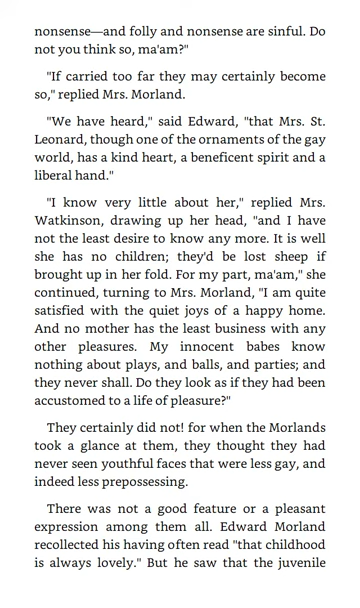 nonsense—and folly and nonsense are sinful. Do
not you think so, ma'am?"
"If carried too far they may certainly become
so," replied Mrs. Morland.
"We have heard," said Edward, "that Mrs. St.
Leonard, though one of the ornaments of the gay
world, has a kind heart, a beneficent spirit and a
liberal hand."
"I know very little about her," replied Mrs.
Watkinson, drawing up her head, "and I have
not the least desire to know any more. It is well
she has no children; they'd be lost sheep if
brought up in her fold. For my part, ma'am," she
continued, turning to Mrs. Morland, "I am quite
satisfied with the quiet joys of a happy home.
And no mother has the least business with any
other pleasures. My innocent babes know
nothing about plays, and balls, and parties; and
they never shall. Do they look as if they had been
accustomed to a life of pleasure?"
They certainly did not! for when the Morlands
took a glance at them, they thought they had
never seen youthful faces that were less gay, and
indeed less prepossessing.
There was not a good feature or a pleasant
expression among them all. Edward Morland
recollected his having often read "that childhood
is always lovely." But he saw that the juvenile